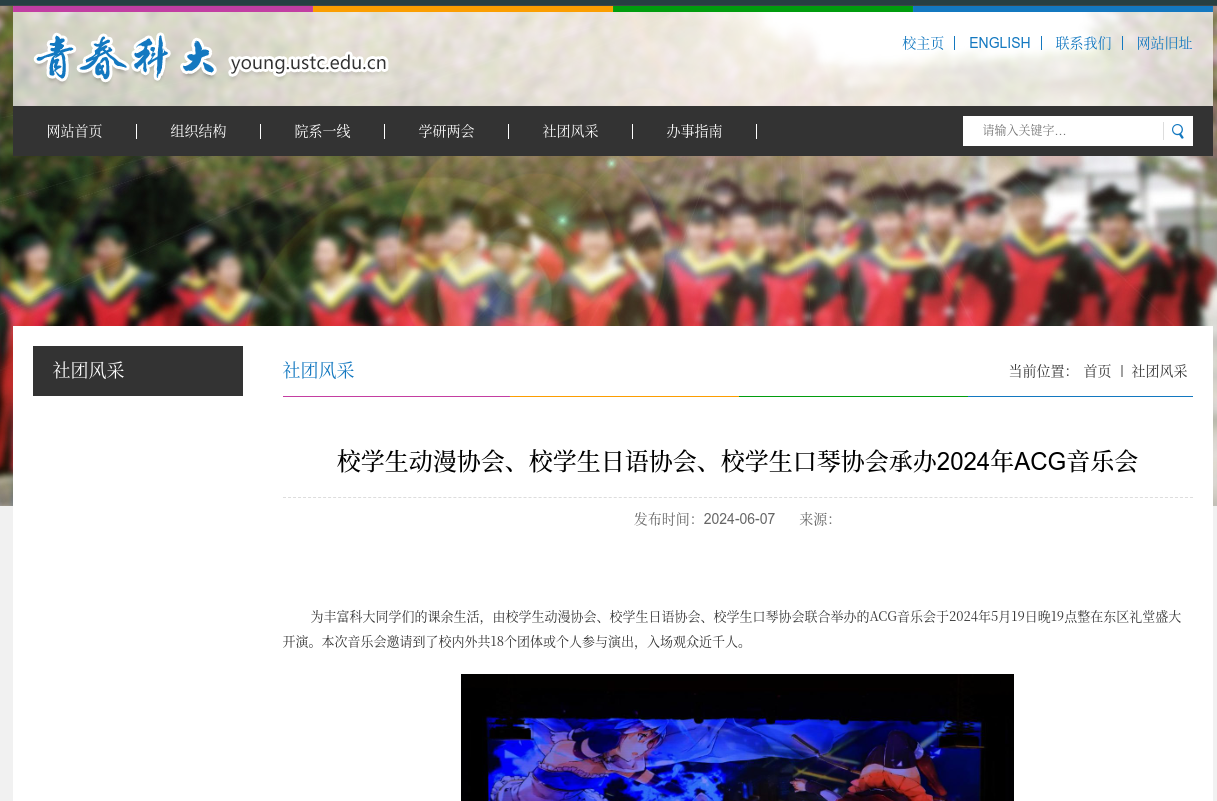 青春科大 young.ustc.edu.cn
校主页 ENGLISH 联系我们 网站旧址
网站首页 组织结构 院系一线 学研两会 社团风采 办事指南 请输入关键字...
社团风采
社团风采 当前位置： 首页 社团风采
校学生动漫协会、校学生日语协会、校学生口琴协会承办2024年ACG音乐会
发布时间：2024-06-07 来源：
为丰富科大同学们的课余生活，由校学生动漫协会、校学生日语协会、校学生口琴协会联合举办的ACG音乐会于2024年5月19日晚19点整在东区礼堂盛大
开演。本次音乐会邀请到了校内外共18个团体或个人参与演出，入场观众近千人。